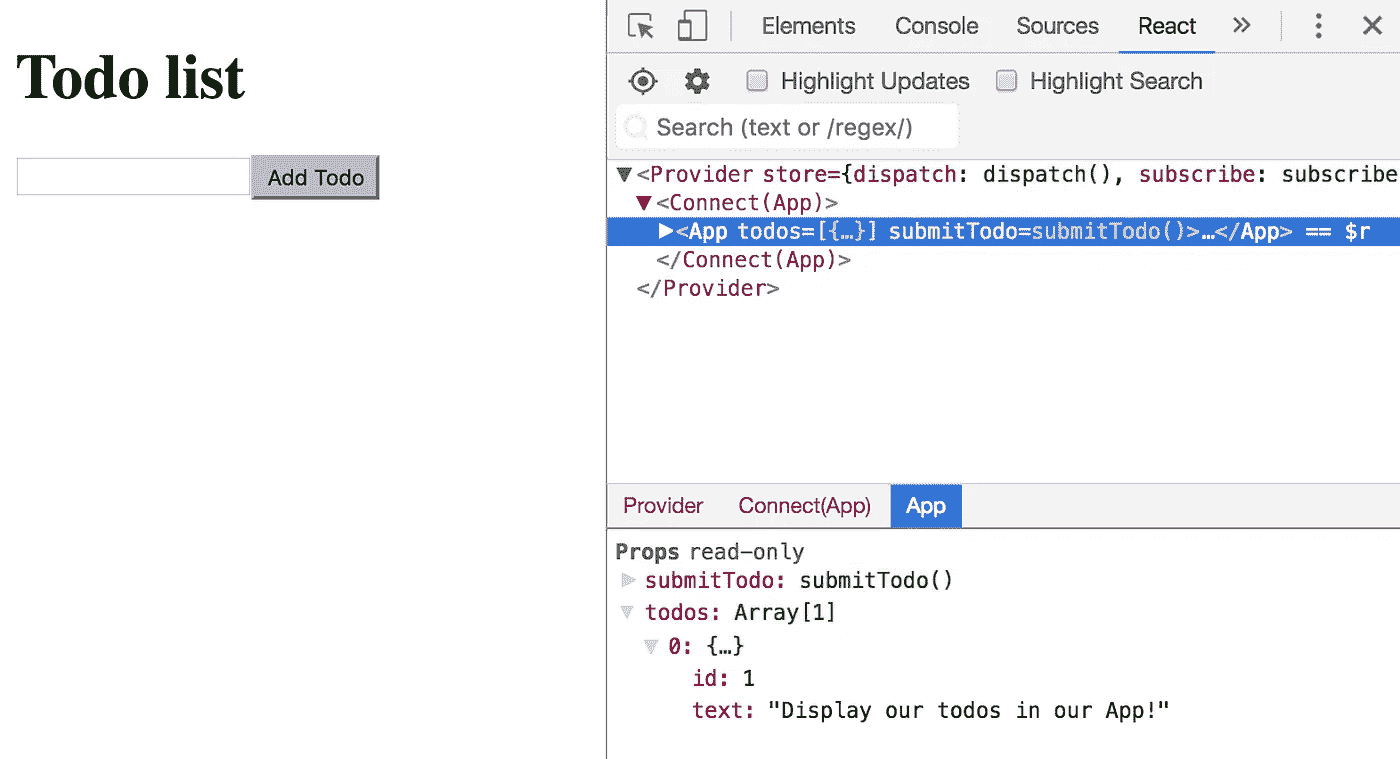 Todo list
Add Todo
Elements Console Sources React
Highlight Updates Highlight Search
Search (text or /regex/)
<Provider store={dispatch: dispatch(), subscribe: subscribe
<Connect(App)>
<App todos=[{…}] submitTodo=submitTodo()>…</App> == $r
</Connect(App)>
</Provider>
Provider Connect(App) App
Props read-only
submitTodo: submitTodo()
todos: Array[1]
0: {…}
id: 1
text: "Display our todos in our App!"